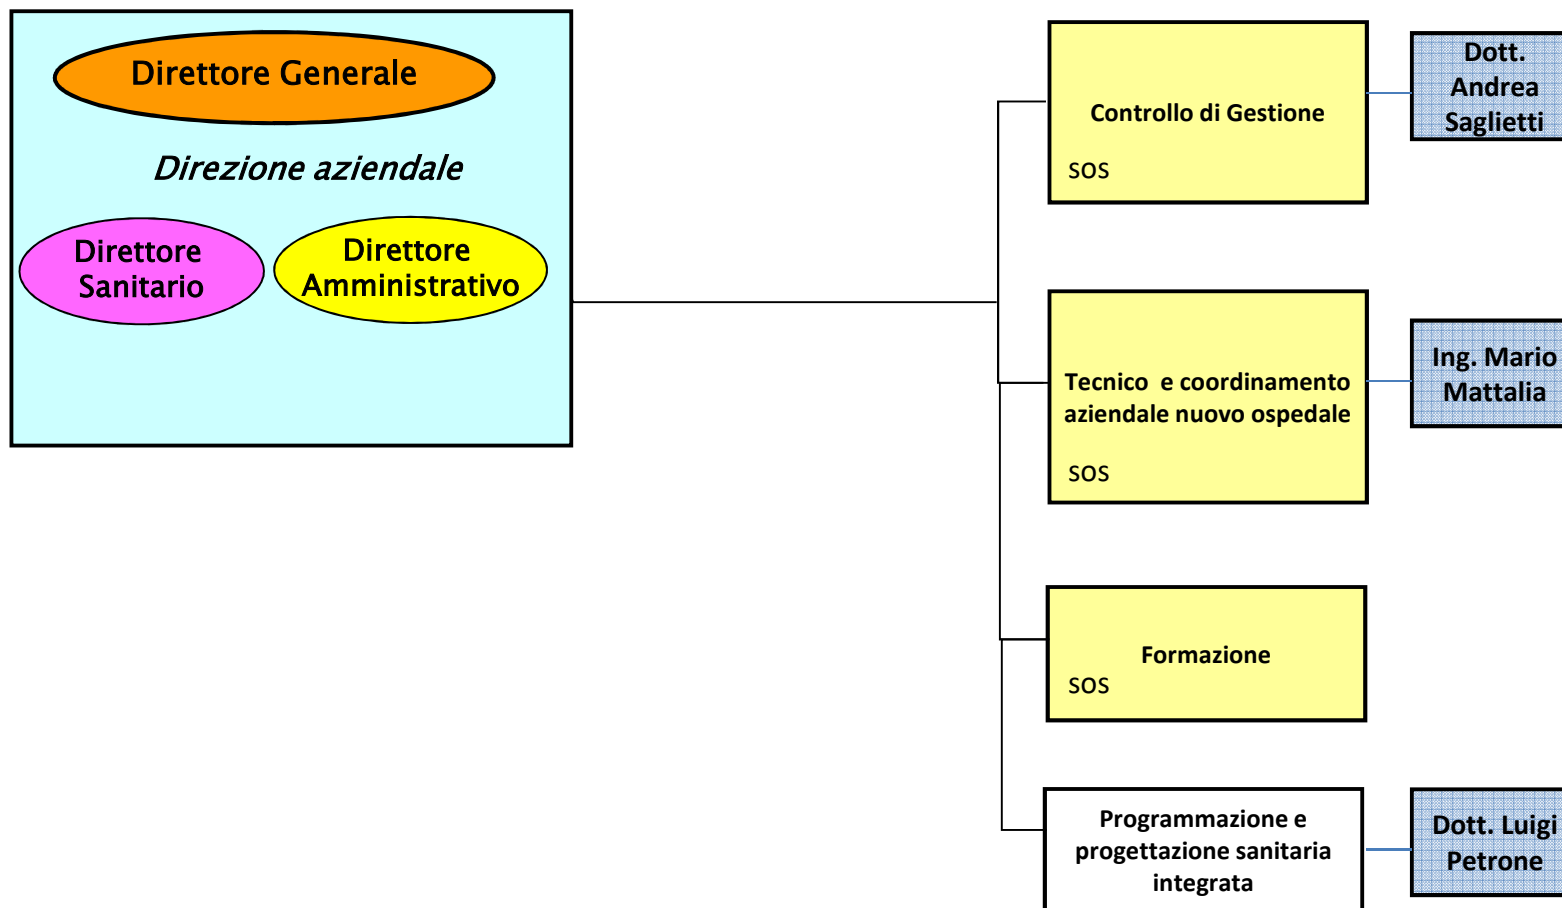 Direttore Generale
Direzione aziendale
Direttore
Sanitario
Direttore
Amministrativo
Controllo di Gestione
SOS
Dott.
Andrea
Saglietti
Tecnico e coordinamento
aziendale nuovo ospedale
SOS
Ing. Mario
Mattalia
Formazione
SOS
Programmazione e
progettazione sanitaria
integrata
Dott. Luigi
Petrone